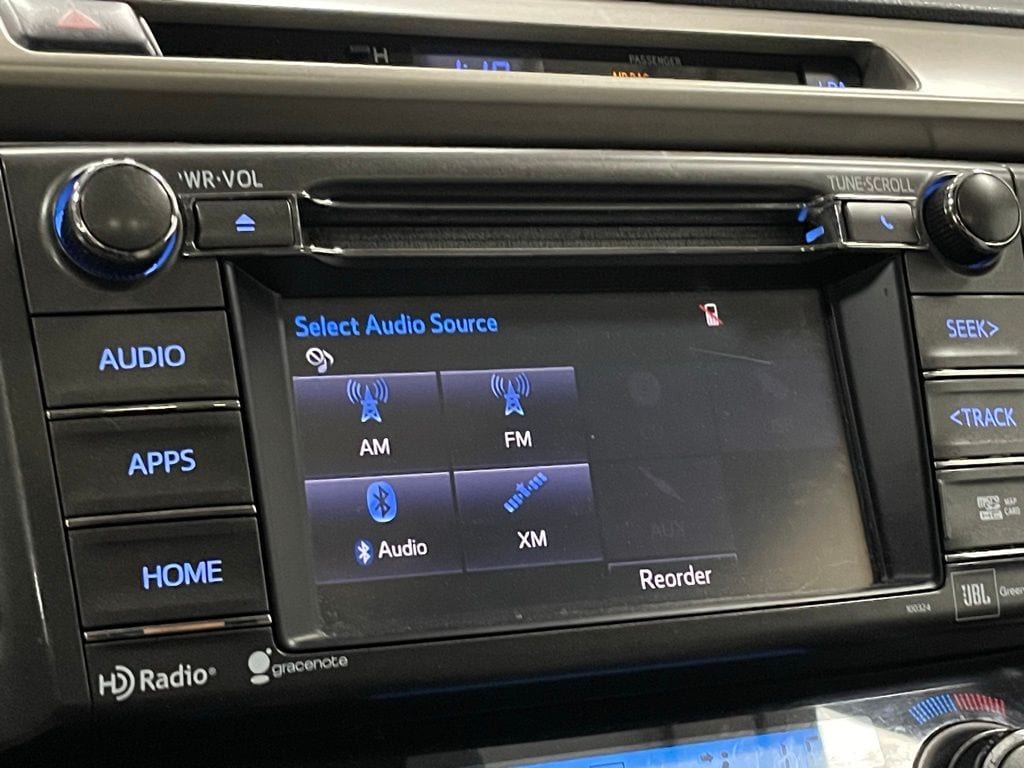 PASSENGER
PWR·VOL
TUNE·SCROLL
Select Audio Source
AUDIO
SEEK>
AM
FM
<TRACK
APPS
Audio
XM
AUX
MAP
CARD
HOME
Reorder
JBL
100324
HD Radio®
gracenote